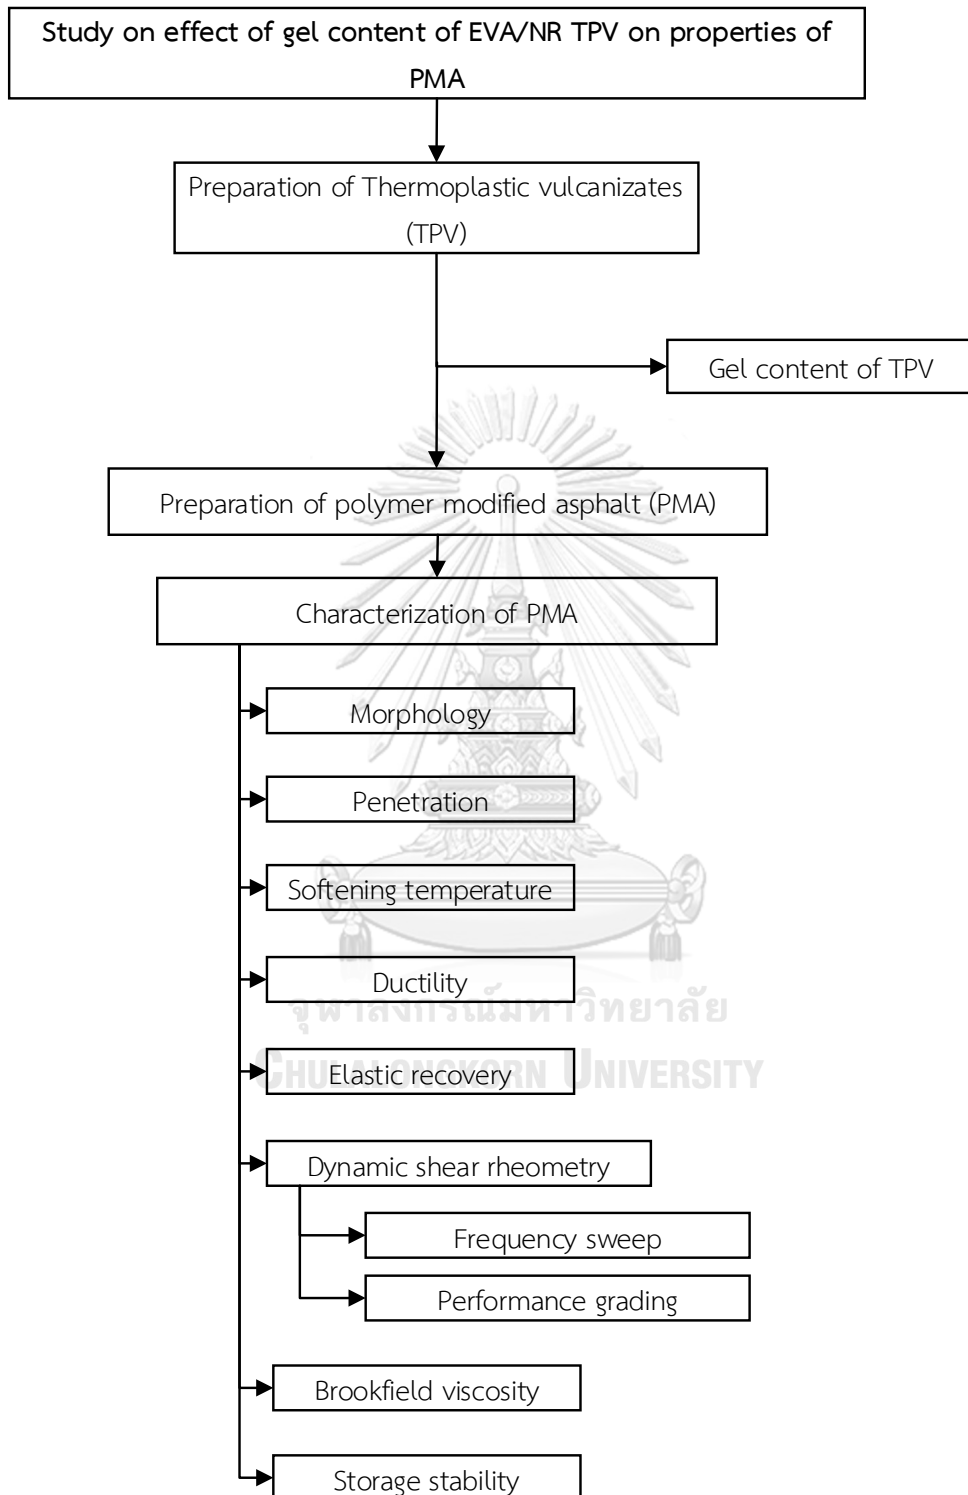 Study on effect of gel content of EVA/NR TPV on properties of
PMA
Preparation of Thermoplastic vulcanizates
(TPV)
Gel content of TPV
Preparation of polymer modified asphalt (PMA)
Characterization of PMA
Morphology
Penetration
Softening temperature
Ductility
จุฬาลงกรณ์มหาวิทยาลัย
Elastic recovery
CHULALONGKORN UNIVERSITY
Dynamic shear rheometry
Frequency sweep
Performance grading
Brookfield viscosity
Storage stability